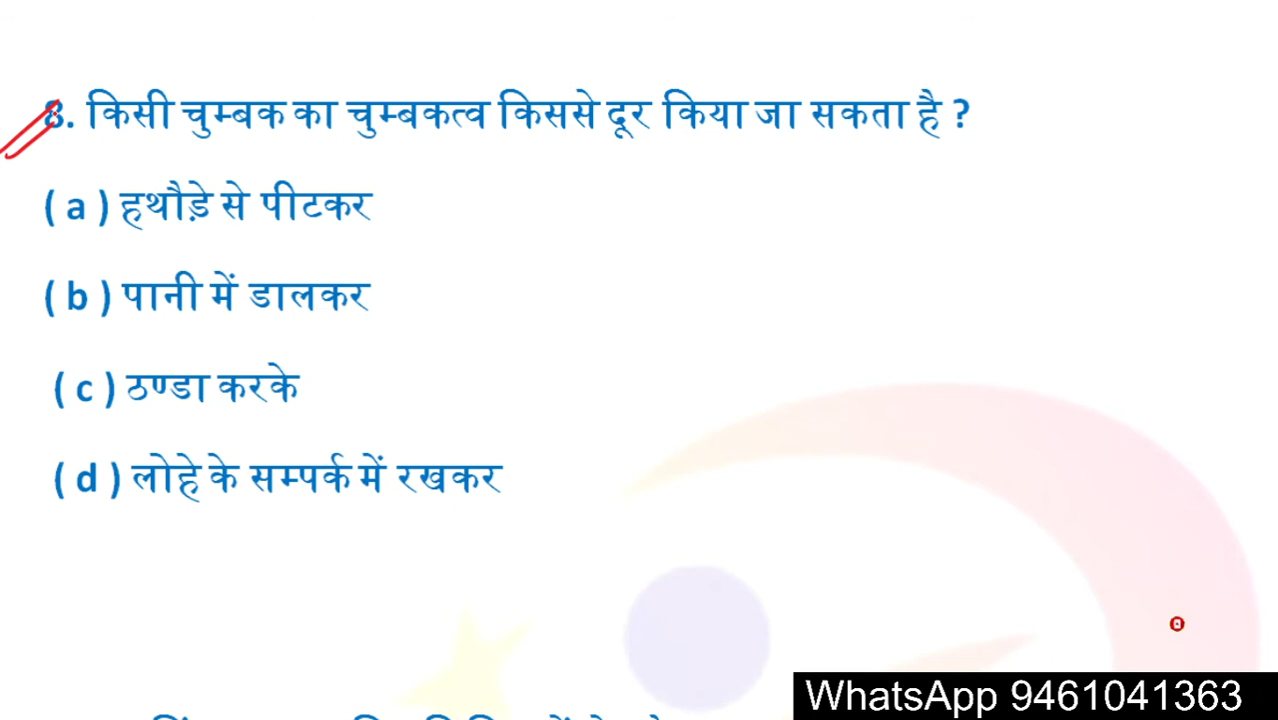 8. किसी चुम्बक का चुम्बकत्व किससे दूर किया जा सकता है ?
( a ) हथौड़े से पीटकर
( b ) पानी में डालकर
( c ) ठण्डा करके
( d ) लोहे के सम्पर्क में रखकर
WhatsApp 9461041363